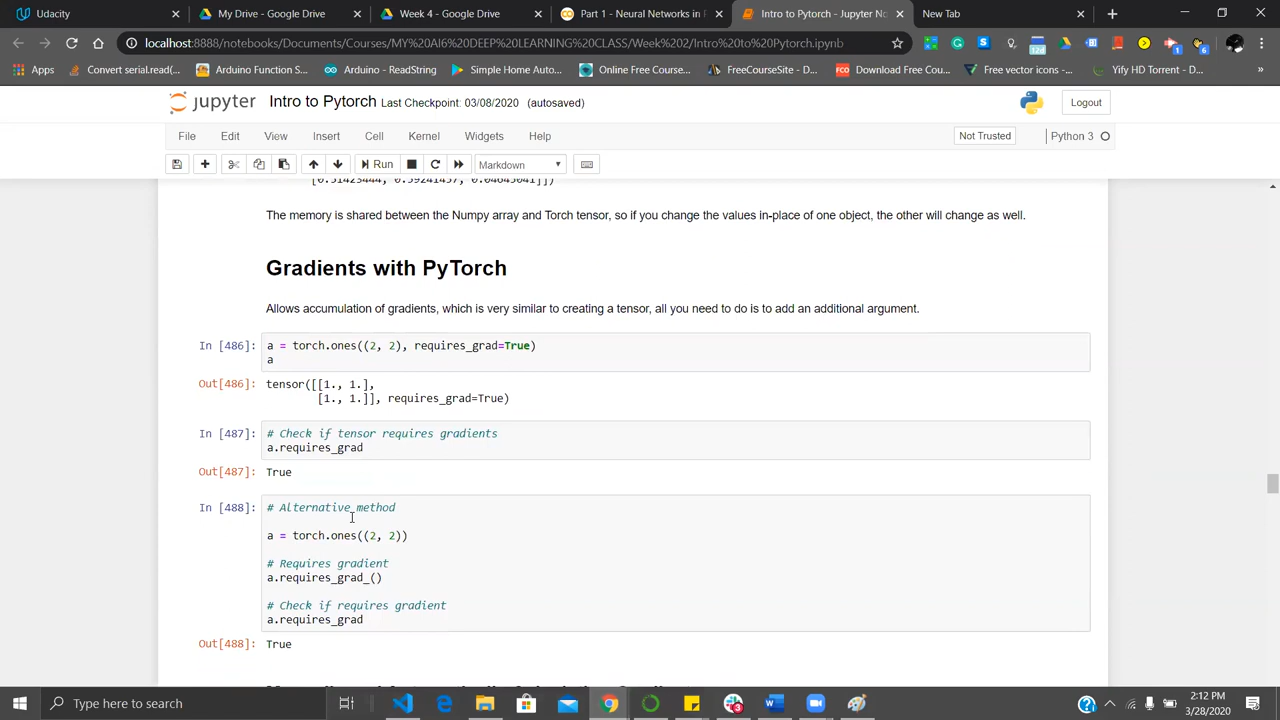 Udacity
My Drive - Google Drive
Week 4 - Google Drive
Part 1 - Neural Networks in P
Intro to Pytorch - Jupyter No
New Tab
localhost:8888/notebooks/Documents/Courses/MY%20AI6%20DEEP%20LEARNING%20CLASS/Week%202/Intro%20to%20Pytorch.ipynb
Apps
Convert serial.read(...
Arduino Function S...
Arduino - ReadString
Simple Home Auto...
Online Free Course...
FreeCourseSite - D...
Download Free Cou...
Free vector icons -...
Yify HD Torrent - D...
jupyter Intro to Pytorch Last Checkpoint: 03/08/2020 (autosaved)
Logout
File Edit View Insert Cell Kernel Widgets Help
Not Trusted
Python 3
Run
Markdown
[0.51423444, 0.59241457, 0.04645041]])
The memory is shared between the Numpy array and Torch tensor, so if you change the values in-place of one object, the other will change as well.
Gradients with PyTorch
Allows accumulation of gradients, which is very similar to creating a tensor, all you need to do is to add an additional argument.
In [486]: a = torch.ones((2, 2), requires_grad=True)
a
Out[486]: tensor([[1., 1.],
[1., 1.]], requires_grad=True)
In [487]: # Check if tensor requires gradients
a.requires_grad
Out[487]: True
In [488]: # Alternative method
a = torch.ones((2, 2))
# Requires gradient
a.requires_grad_()
# Check if requires gradient
a.requires_grad
Out[488]: True
Type here to search
2:12 PM
3/28/2020